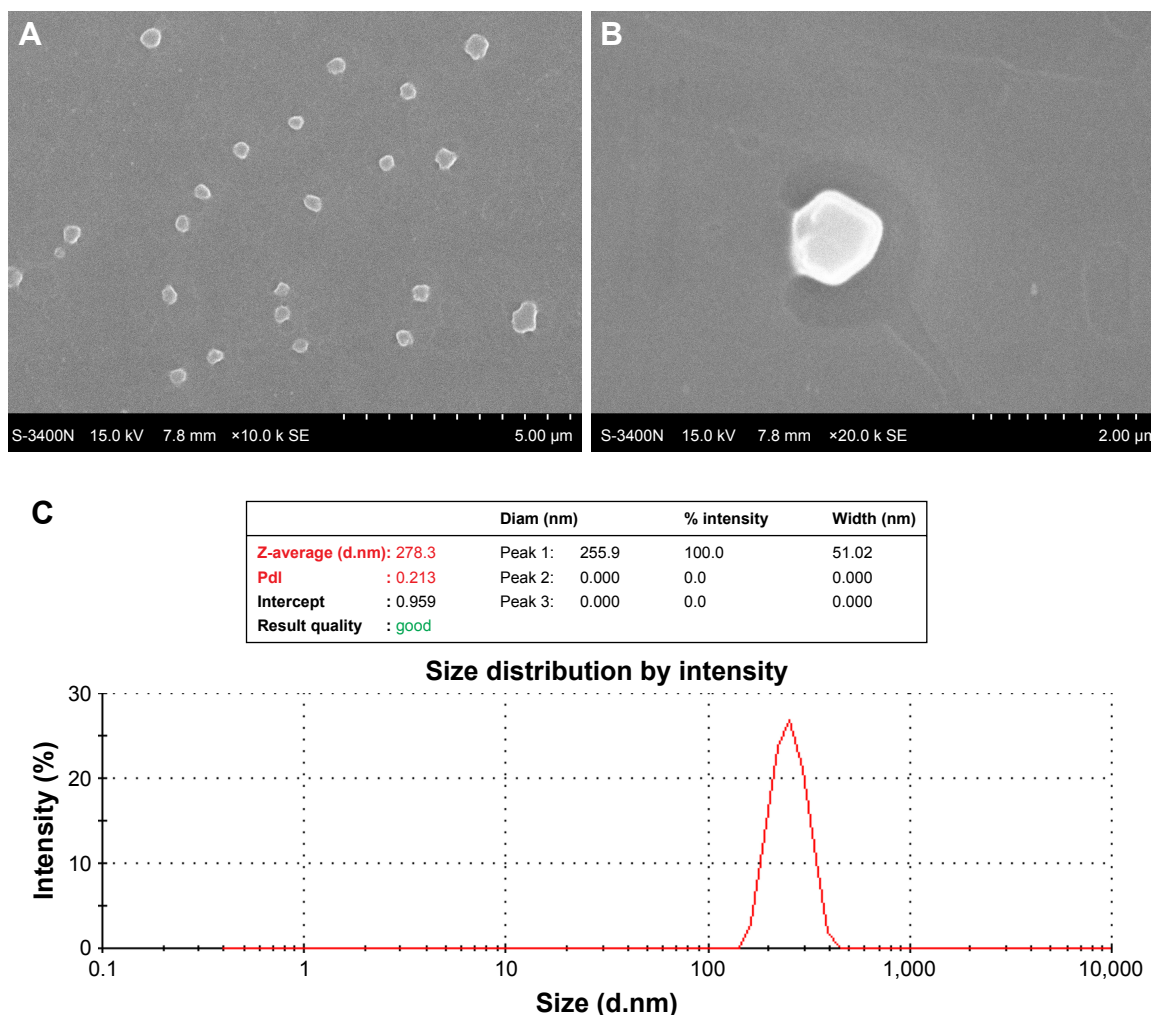 A
S-3400N 15.0 kV 7.8 mm ×10.0 k SE 5.00 µm
B
S-3400N 15.0 kV 7.8 mm ×20.0 k SE 2.00 µm
C
Diam (nm) % intensity Width (nm)
Z-average (d.nm): 278.3 Peak 1: 255.9 100.0 51.02
PdI : 0.213 Peak 2: 0.000 0.0 0.000
Intercept : 0.959 Peak 3: 0.000 0.0 0.000
Result quality : good
Size distribution by intensity
Intensity (%)
30
20
10
0
0.1 1 10 100 1,000 10,000
Size (d.nm)